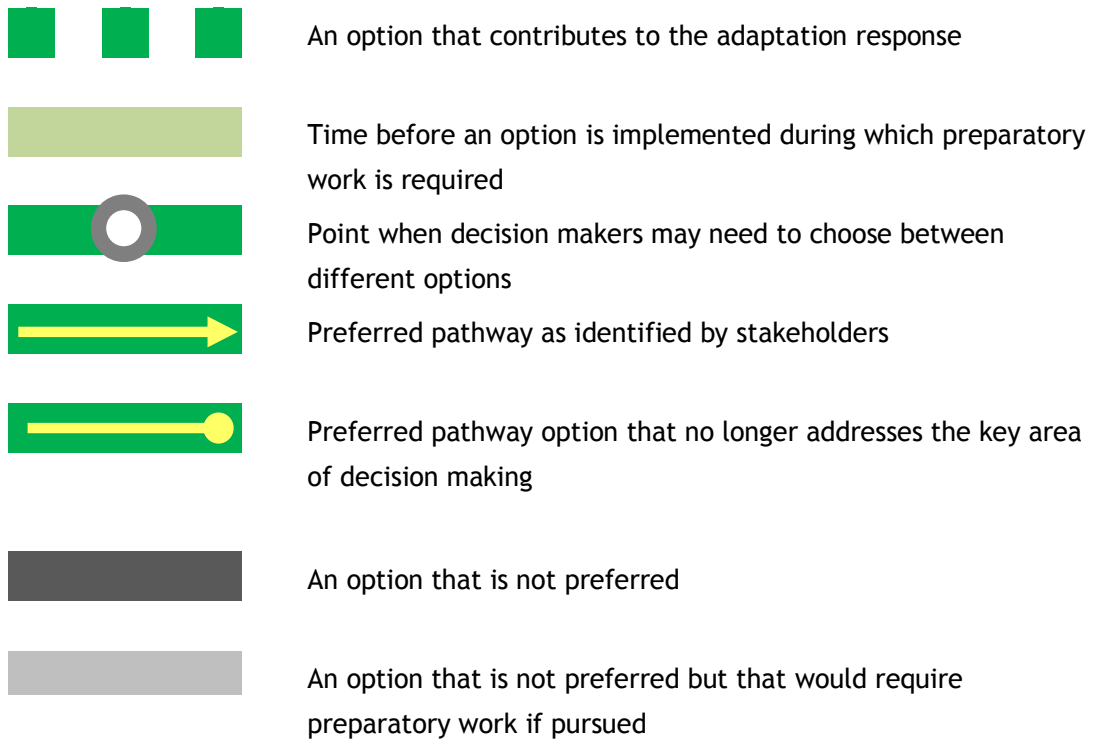 An option that contributes to the adaptation response
Time before an option is implemented during which preparatory
work is required
Point when decision makers may need to choose between
different options
Preferred pathway as identified by stakeholders
Preferred pathway option that no longer addresses the key area
of decision making
An option that is not preferred
An option that is not preferred but that would require
preparatory work if pursued